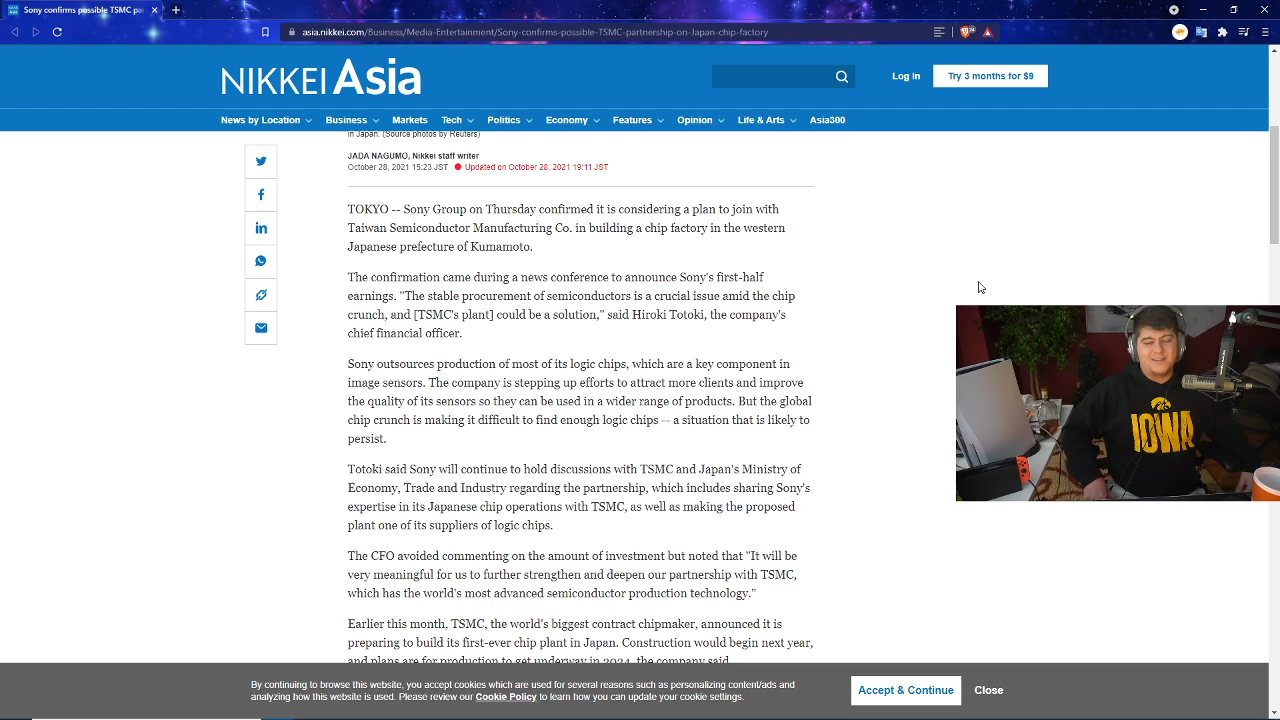 Sony confirms possible TSMC pa
asia.nikkei.com/Business/Media-Entertainment/Sony-confirms-possible-TSMC-partnership-on-Japan-chip-factory
NIKKEI Asia
Log In
Try 3 months for $9
News by Location
Business
Markets
Tech
Politics
Economy
Features
Opinion
Life & Arts
Asia300
in Japan. (Source photos by Reuters)
JADA NAGUMO, Nikkei staff writer
October 28, 2021 15:23 JST Updated on October 28, 2021 19:11 JST
TOKYO -- Sony Group on Thursday confirmed it is considering a plan to join with
Taiwan Semiconductor Manufacturing Co. in building a chip factory in the western
Japanese prefecture of Kumamoto.
The confirmation came during a news conference to announce Sony's first-half
earnings. "The stable procurement of semiconductors is a crucial issue amid the chip
crunch, and [TSMC's plant] could be a solution," said Hiroki Totoki, the company's
chief financial officer.
Sony outsources production of most of its logic chips, which are a key component in
image sensors. The company is stepping up efforts to attract more clients and improve
the quality of its sensors so they can be used in a wider range of products. But the global
chip crunch is making it difficult to find enough logic chips -- a situation that is likely to
persist.
Totoki said Sony will continue to hold discussions with TSMC and Japan's Ministry of
Economy, Trade and Industry regarding the partnership, which includes sharing Sony's
expertise in its Japanese chip operations with TSMC, as well as making the proposed
plant one of its suppliers of logic chips.
The CFO avoided commenting on the amount of investment but noted that "It will be
very meaningful for us to further strengthen and deepen our partnership with TSMC,
which has the world's most advanced semiconductor production technology."
Earlier this month, TSMC, the world's biggest contract chipmaker, announced it is
preparing to build its first-ever chip plant in Japan. Construction would begin next year,
and plans are for production to get underway in 2024, the company said.
IOWA
By continuing to browse this website, you accept cookies which are used for several reasons such as personalizing content/ads and
analyzing how this website is used. Please review our Cookie Policy to learn how you can update your cookie settings.
Accept & Continue
Close